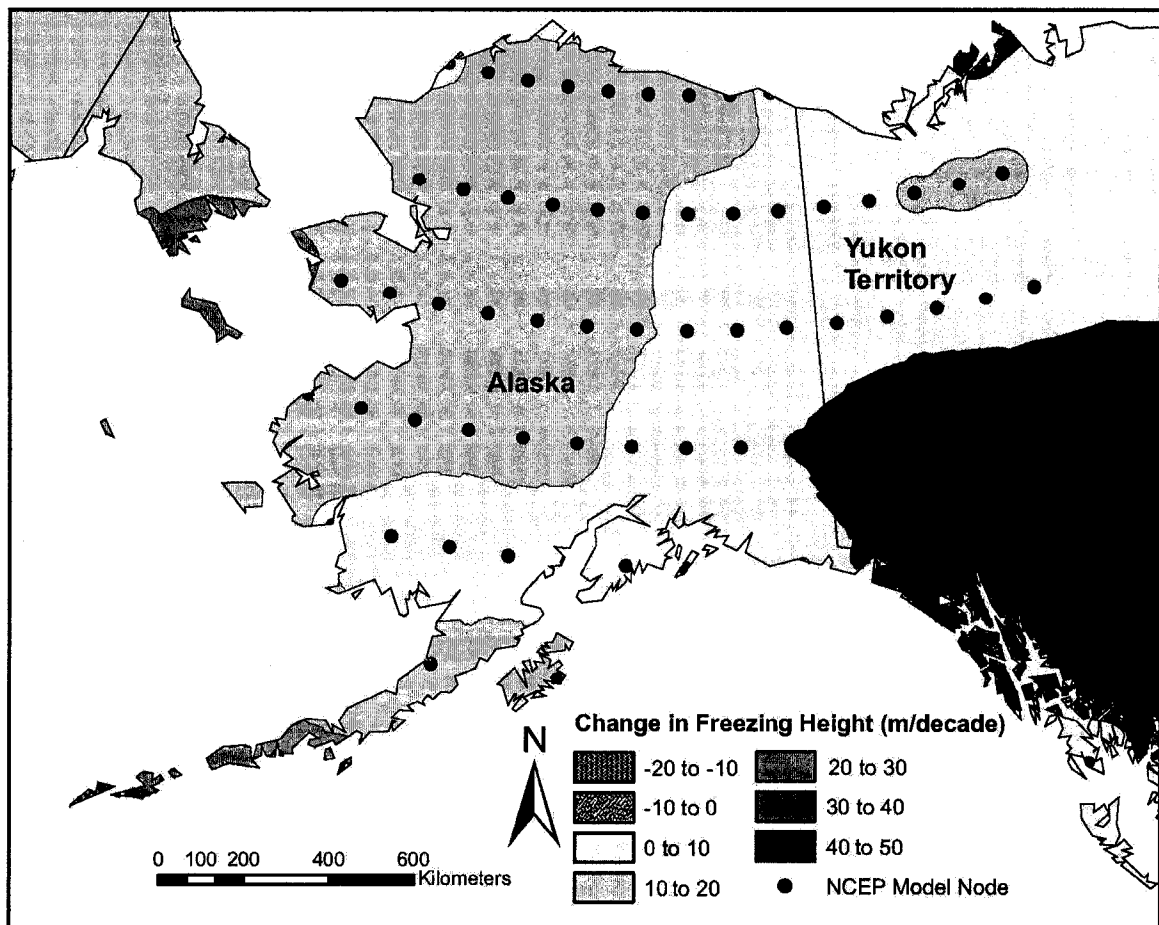 Yukon
Territory
Alaska
Change in Freezing Height (m/decade)
N
-20 to -10
20 to 30
-10 to 0
30 to 40
0 to 10
40 to 50
10 to 20
NCEP Model Node
0 100 200 400 600
Kilometers